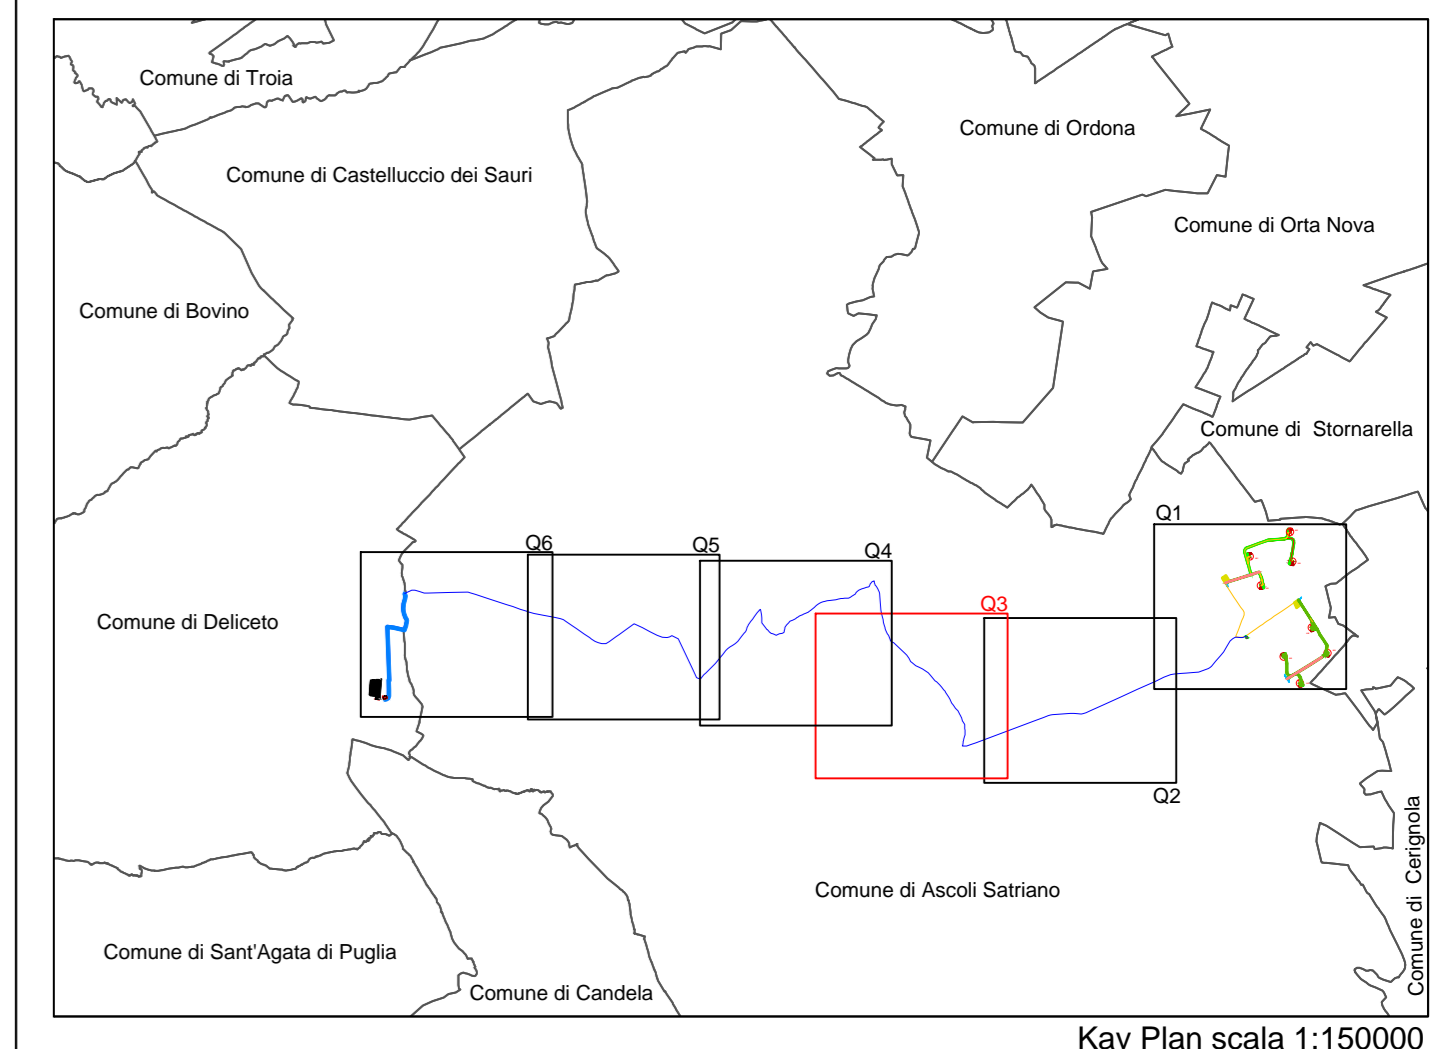 Comune di Troia
Comune di Ordona
Comune di Castelluccio dei Sauri
Comune di Orta Nova
Comune di Bovino
Comune di Stornarella
Q1
Q6
Q5
Q4
Q3
Comune di Deliceto
Q2
Comune di Cerignola
Comune di Ascoli Satriano
Comune di Sant'Agata di Puglia
Comune di Candela
Kay Plan scala 1:150000